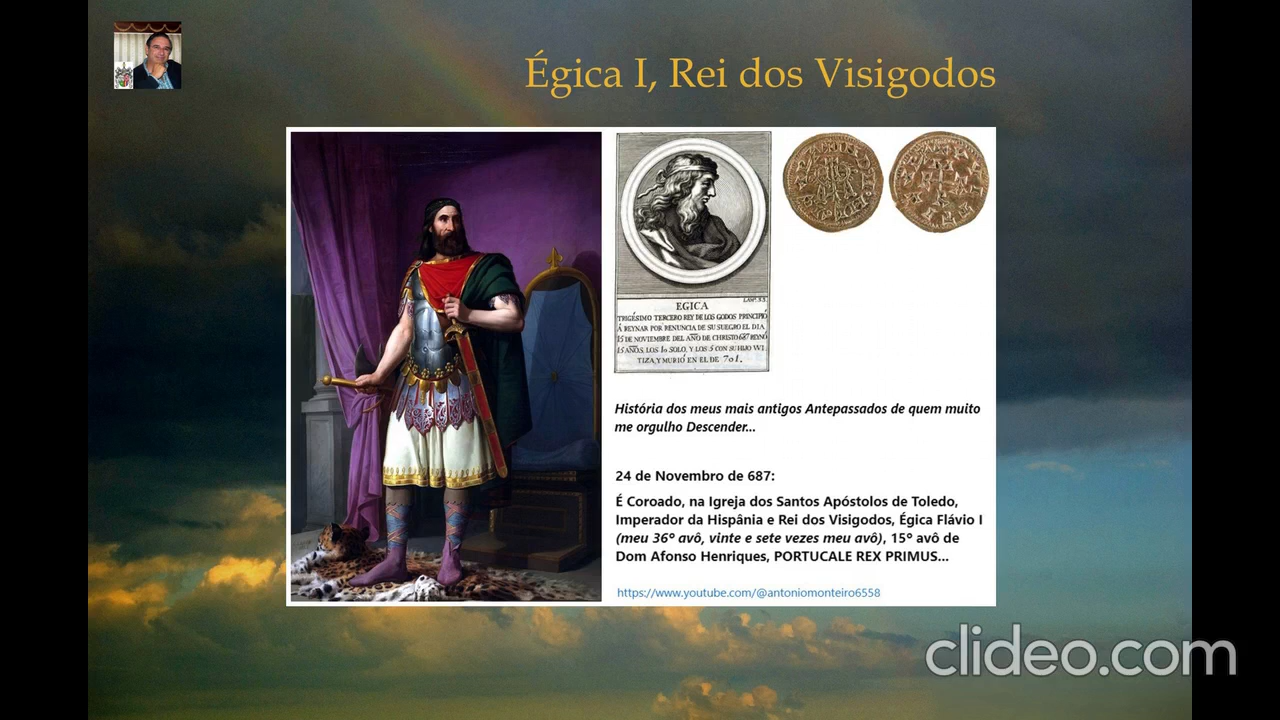 Égica I, Rei dos Visigodos
EGICA
TRIGÉSIMO TERCERO REY DE LOS GODOS PRINCIPIÓ
Á REYNAR POR RENUNCIA DE SU SUEGRO EL DIA
15 DE NOVIEMBRE DEL AÑO DE CHRISTO 687 REYNÓ
15 AÑOS, LOS 10 SOLO, Y LOS 5 CON SU HIJO WI
TIZA Y MURIÓ EN EL DE 701.
História dos meus mais antigos Antepassados de quem muito
me orgulho Descender...
24 de Novembro de 687:
É Coroado, na Igreja dos Santos Apóstolos de Toledo,
Imperador da Hispânia e Rei dos Visigodos, Égica Flávio I
(meu 36º avô, vinte e sete vezes meu avô), 15º avô de
Dom Afonso Henriques, PORTUCALE REX PRIMUS...
https://www.youtube.com/@antoniomonteiro6558
clideo.com